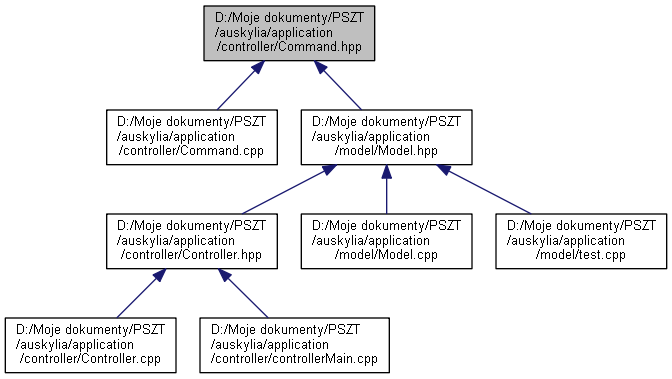 D:/Moje dokumenty/PSZT
/auskylia/application
/controller/Command.hpp
D:/Moje dokumenty/PSZT
/auskylia/application
/controller/Command.cpp
D:/Moje dokumenty/PSZT
/auskylia/application
/model/Model.hpp
D:/Moje dokumenty/PSZT
/auskylia/application
/controller/Controller.hpp
D:/Moje dokumenty/PSZT
/auskylia/application
/model/Model.cpp
D:/Moje dokumenty/PSZT
/auskylia/application
/model/test.cpp
D:/Moje dokumenty/PSZT
/auskylia/application
/controller/Controller.cpp
D:/Moje dokumenty/PSZT
/auskylia/application
/controller/controllerMain.cpp